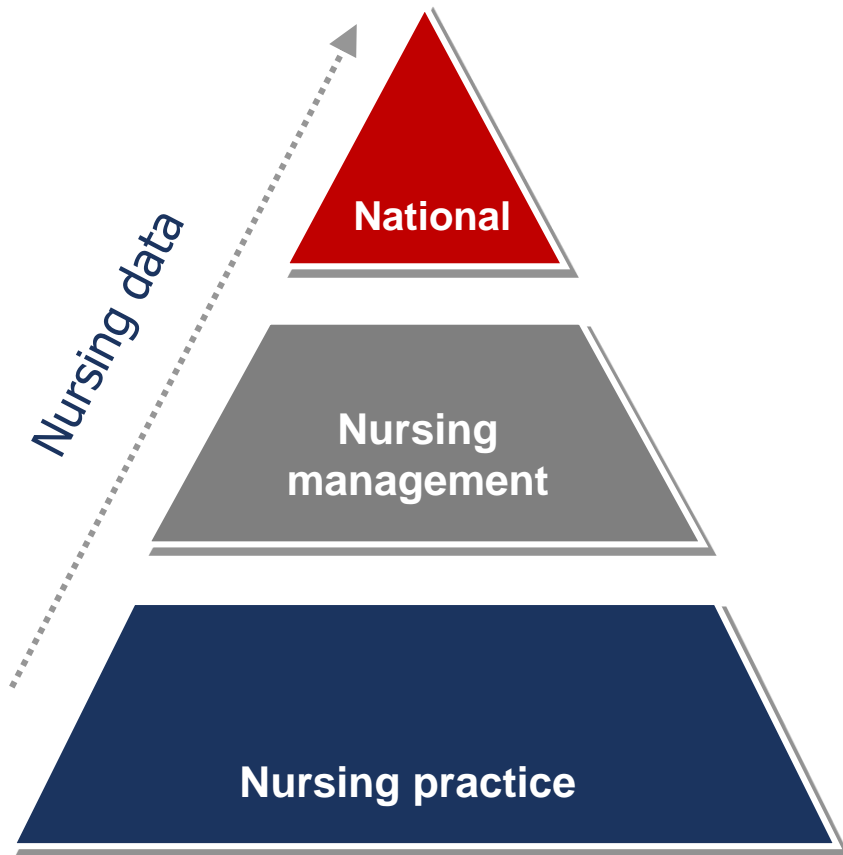 National
Nursing data
Nursing
management
Nursing practice